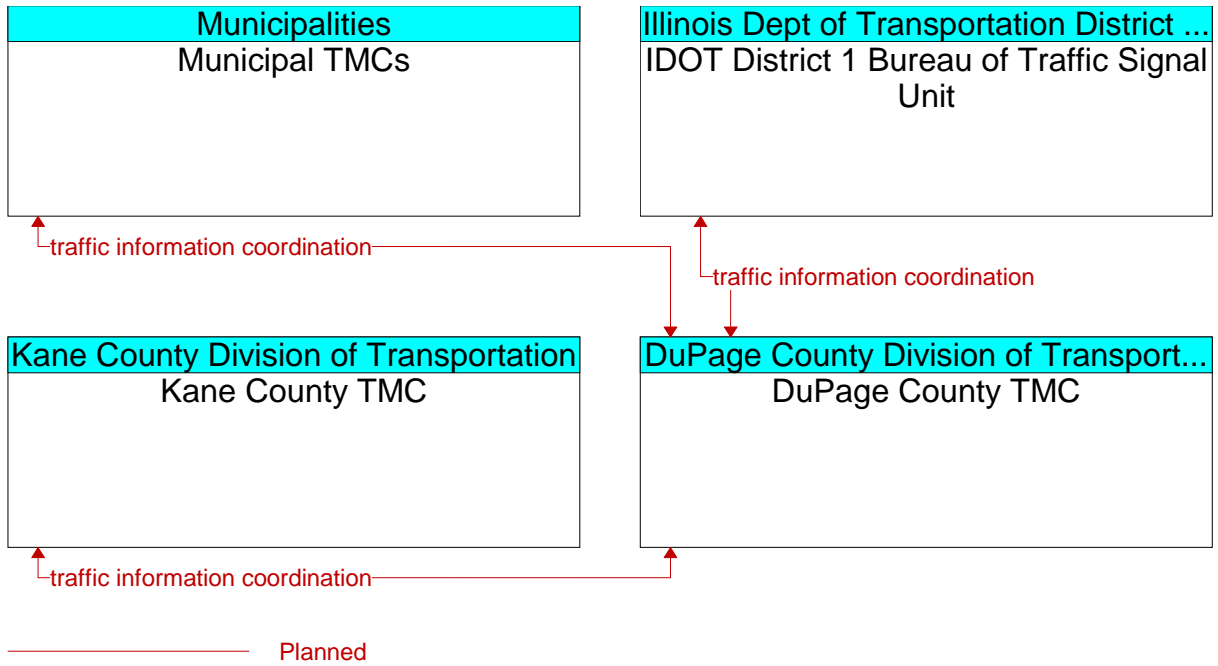 Municipalities
Municipal TMCs
Illinois Dept of Transportation District ...
IDOT District 1 Bureau of Traffic Signal
Unit
traffic information coordination
traffic information coordination
Kane County Division of Transportation
Kane County TMC
DuPage County Division of Transport...
DuPage County TMC
traffic information coordination
Planned